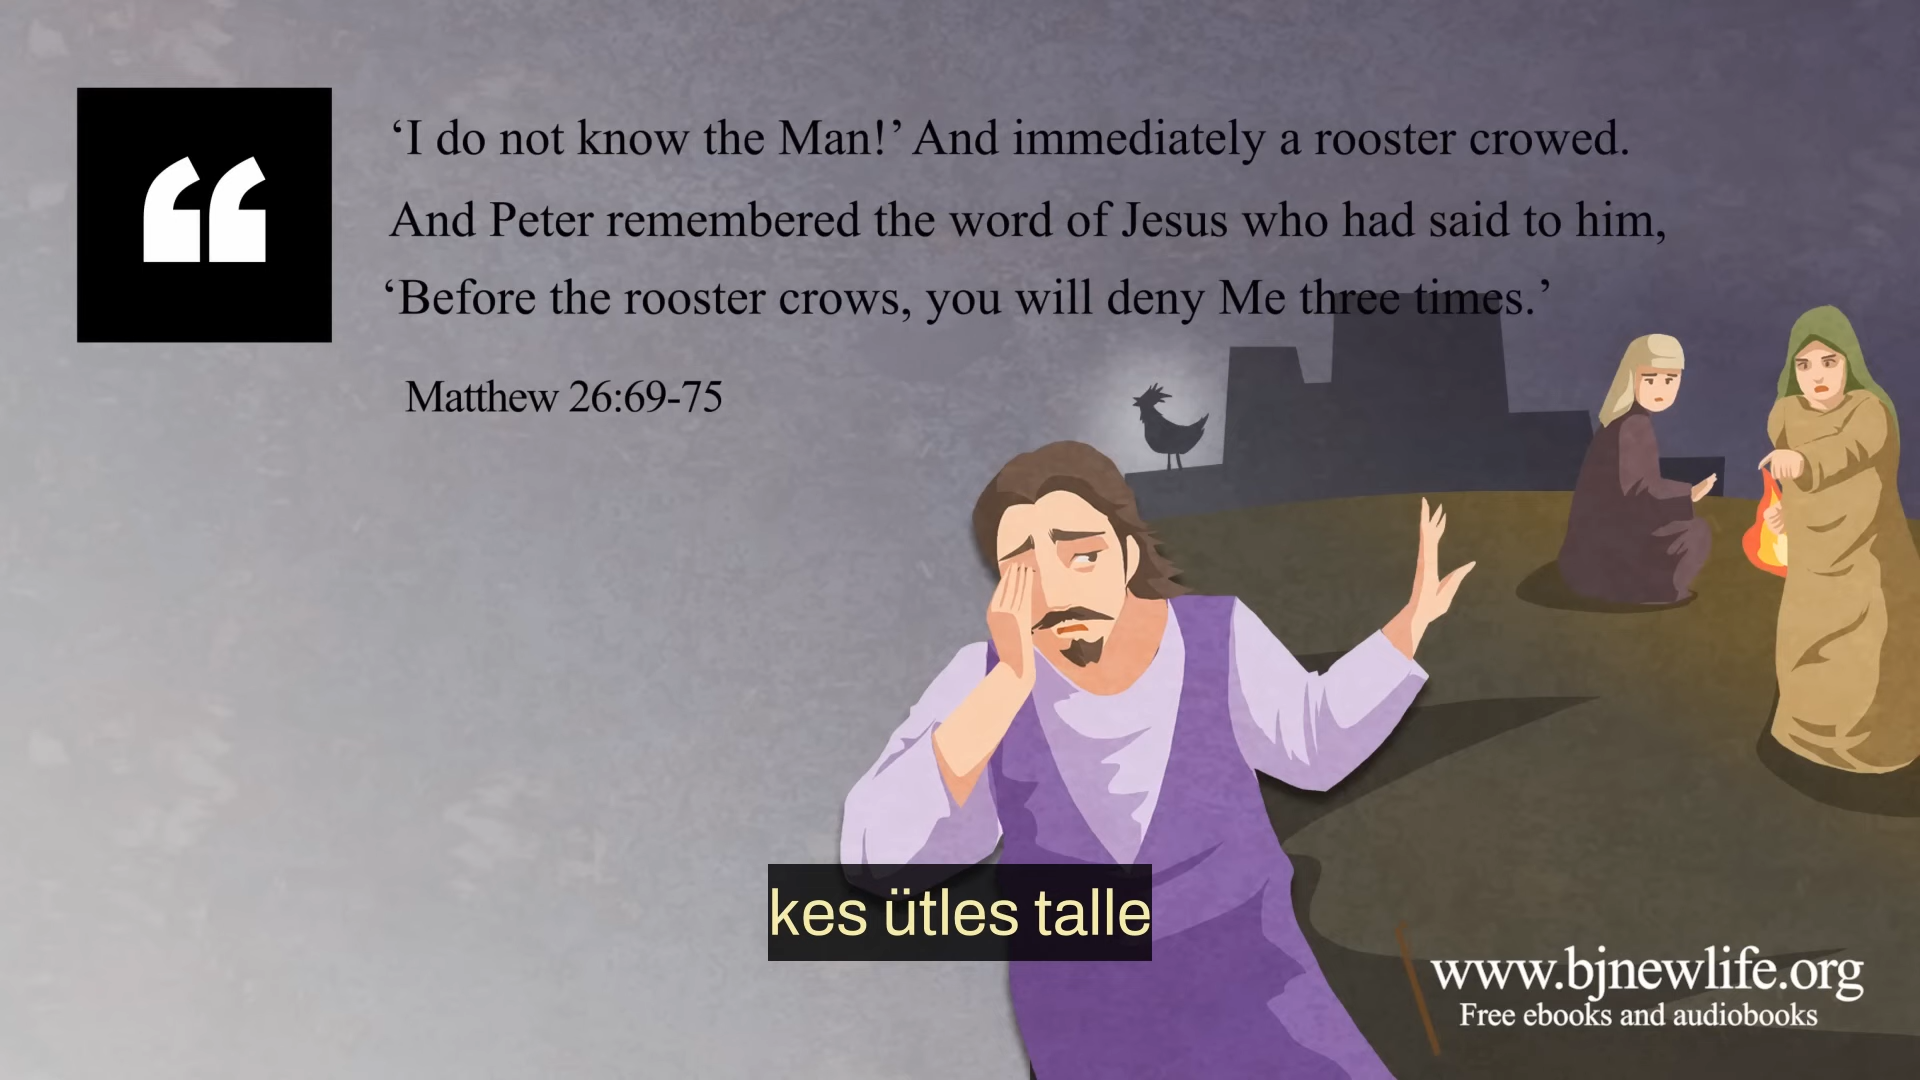 ‘I do not know the Man!’ And immediately a rooster crowed.
And Peter remembered the word of Jesus who had said to him,
‘Before the rooster crows, you will deny Me three times.’
Matthew 26:69-75
kes ütles talle
www.bjnewlife.org
Free ebooks and audiobooks